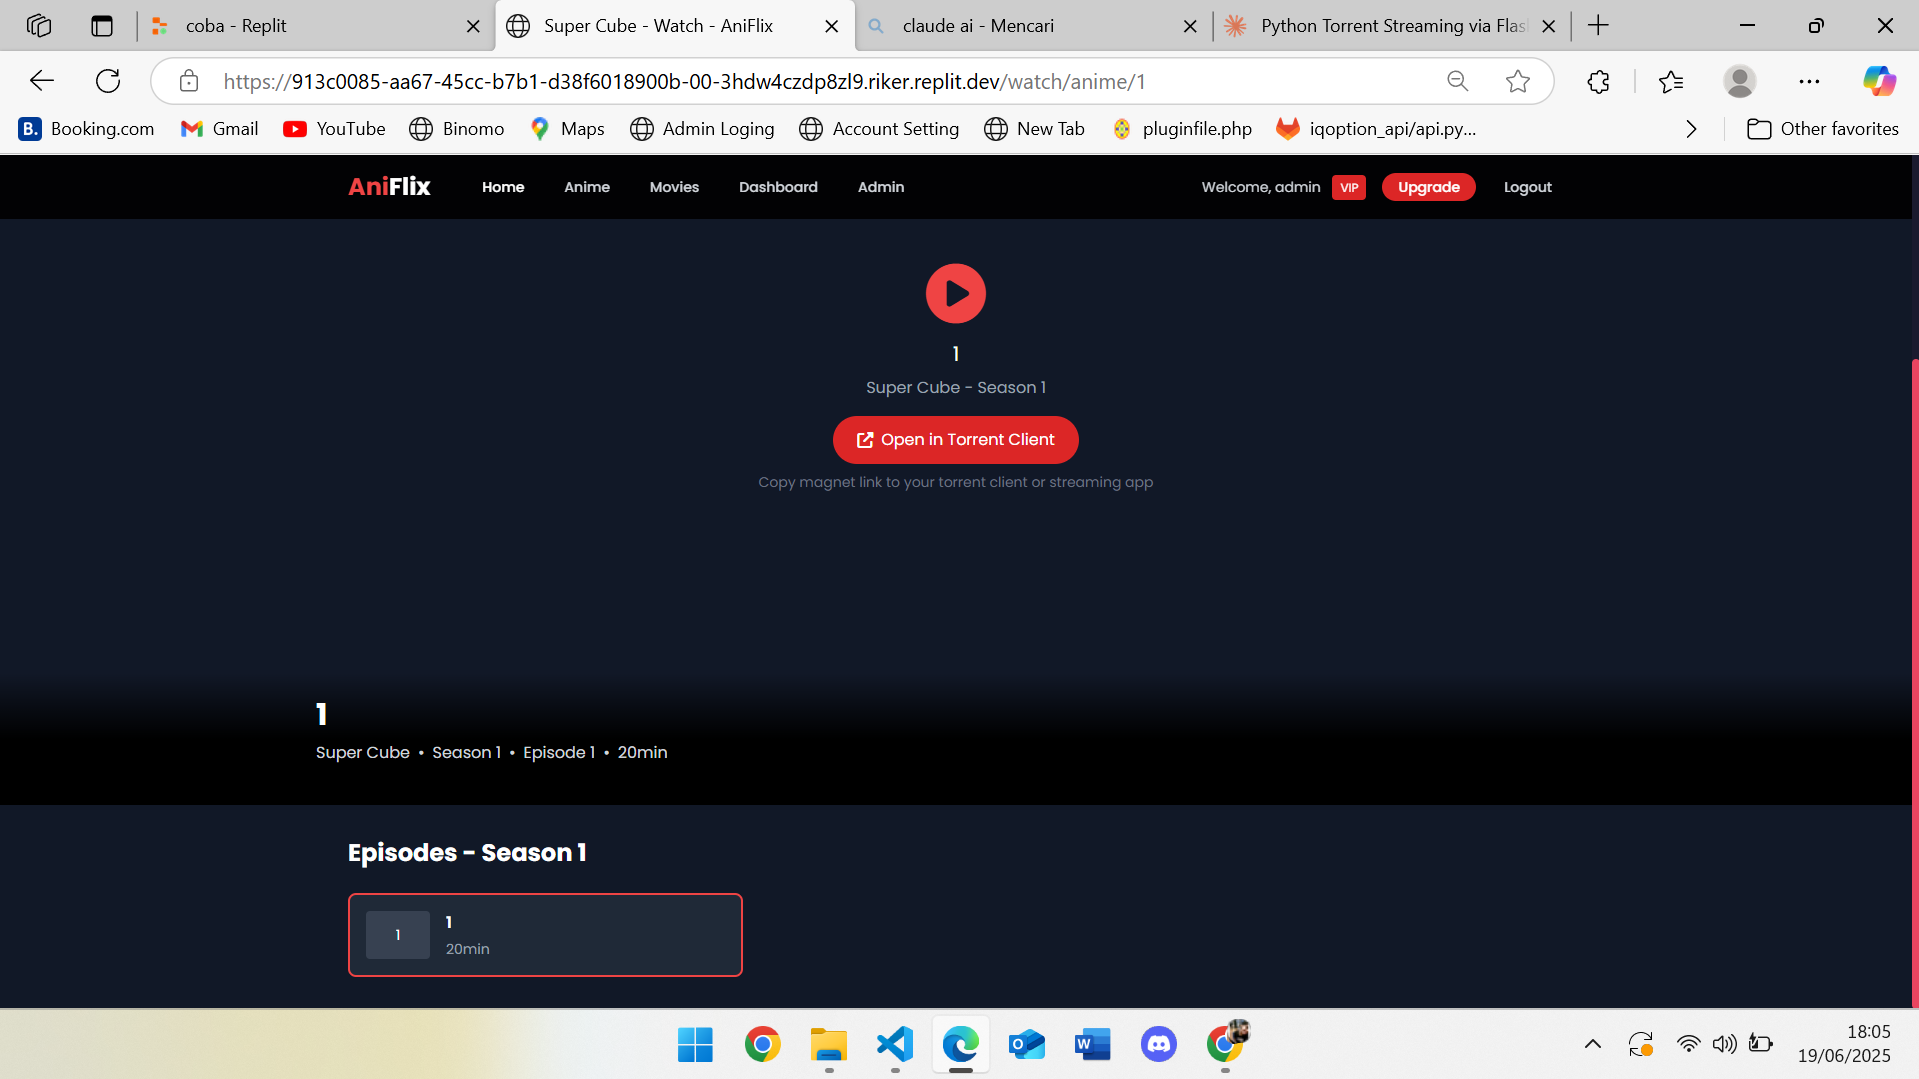 coba - Replit
Super Cube - Watch - AniFlix
claude ai - Mencari
Python Torrent Streaming via Flas
https://913c0085-aa67-45cc-b7b1-d38f6018900b-00-3hdw4czdp8zl9.riker.replit.dev/watch/anime/1
B. Booking.com
Gmail
YouTube
Binomo
Maps
Admin Loging
Account Setting
New Tab
pluginfile.php
iqoption_api/api.py...
Other favorites
AniFlix
Home
Anime
Movies
Dashboard
Admin
Welcome, admin
VIP
Upgrade
Logout
1
Super Cube - Season 1
Open in Torrent Client
Copy magnet link to your torrent client or streaming app
1
Super Cube • Season 1 • Episode 1 • 20min
Episodes - Season 1
1
1
20min
18:05
19/06/2025